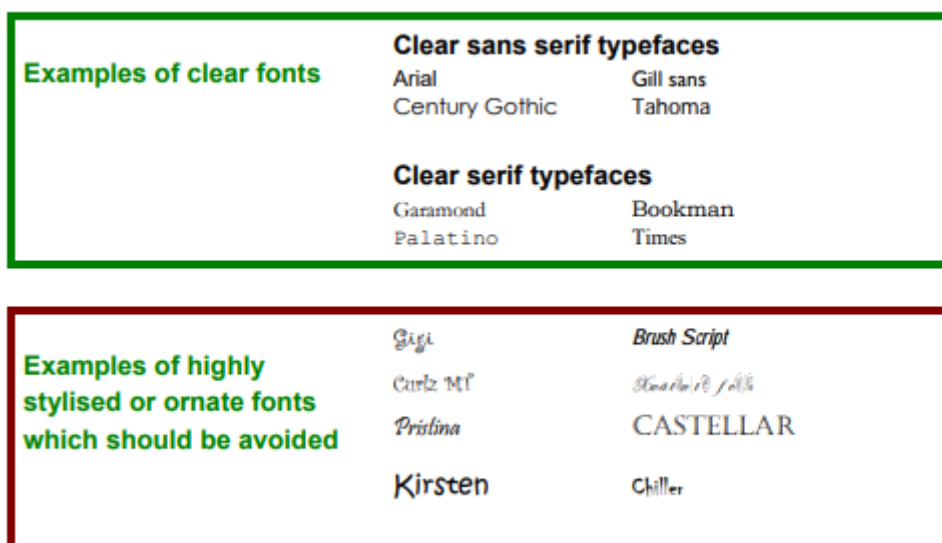 Examples of clear fonts
Clear sans serif typefaces
Arial Gill sans
Century Gothic Tahoma
Clear serif typefaces
Garamond Bookman
Palatino Times
Examples of highly
stylised or ornate fonts
which should be avoided
Gigi Brush Script
Curlz MT
Pristina CASTELLAR
Kirsten Chiller